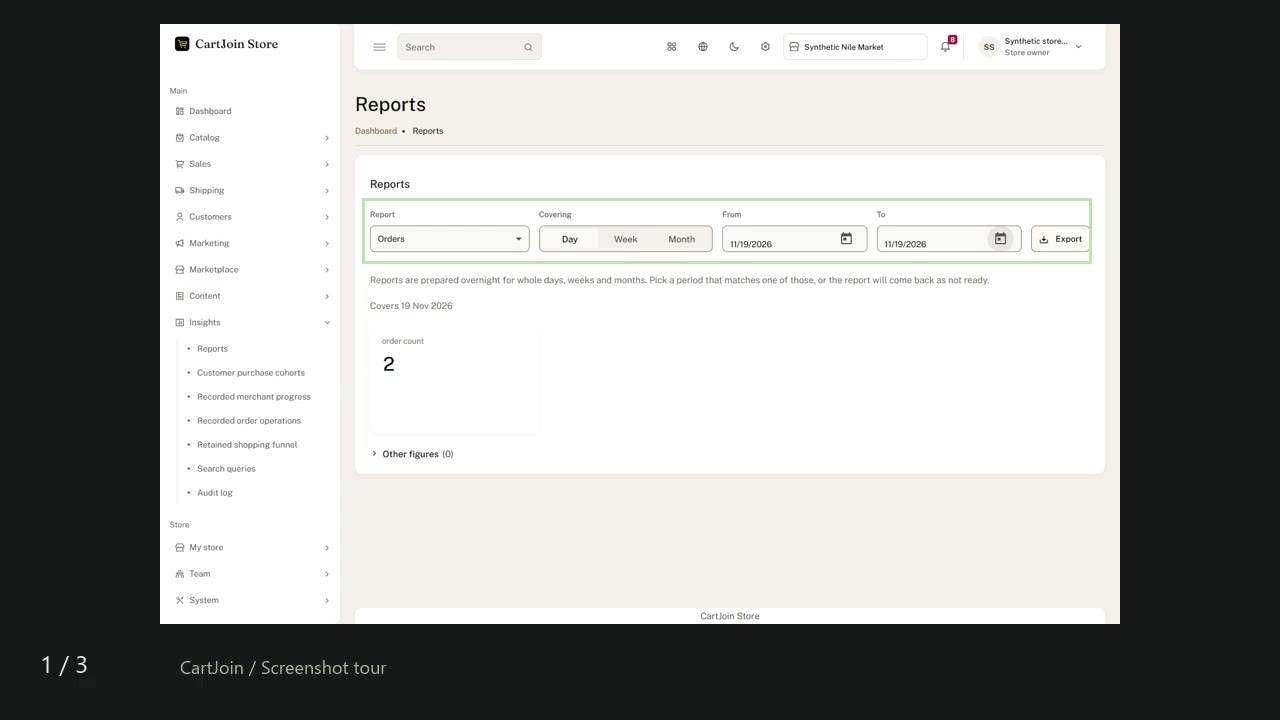 CartJoin Store
Search
Synthetic Nile Market
8
SS
Synthetic store...
Store owner
Main
Dashboard
Catalog
Sales
Shipping
Customers
Marketing
Marketplace
Content
Insights
• Reports
• Customer purchase cohorts
• Recorded merchant progress
• Recorded order operations
• Retained shopping funnel
• Search queries
• Audit log
Store
My store
Team
System
Reports
Dashboard • Reports
Reports
Report Covering From To
Orders Day Week Month 11/19/2026 11/19/2026 Export
Reports are prepared overnight for whole days, weeks and months. Pick a period that matches one of those, or the report will come back as not ready.
Covers 19 Nov 2026
order count
2
Other figures (0)
CartJoin Store
1 / 3 CartJoin / Screenshot tour